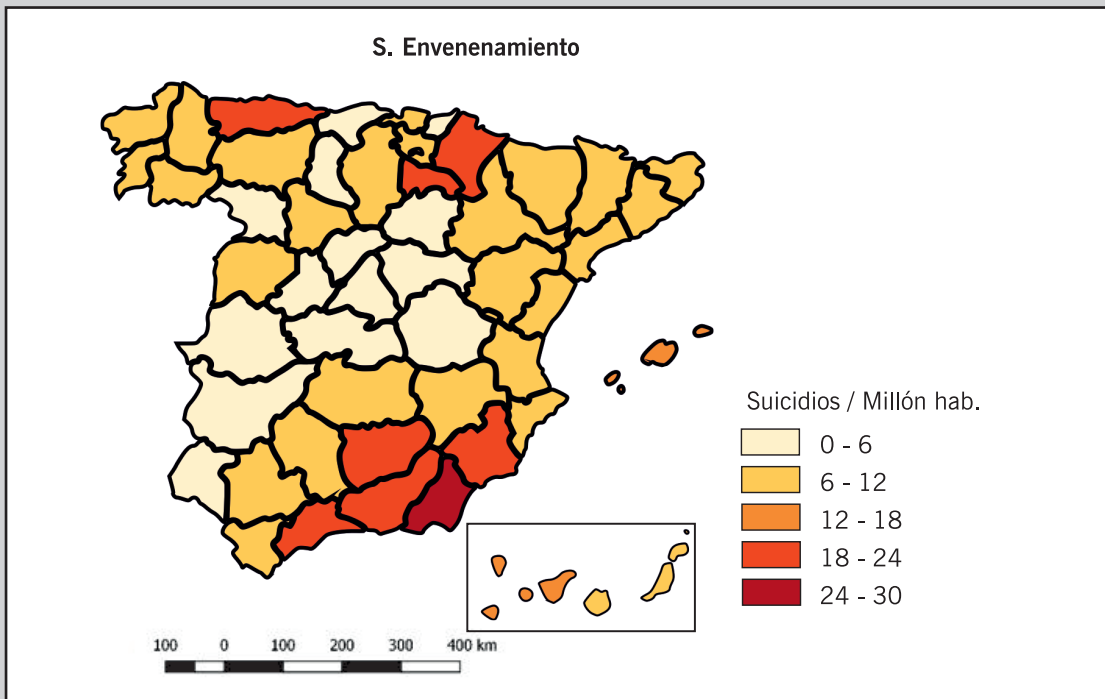 S. Envenenamiento
Suicidios / Millón hab.
0 - 6
6 - 12
12 - 18
18 - 24
24 - 30
100 0 100 200 300 400 km